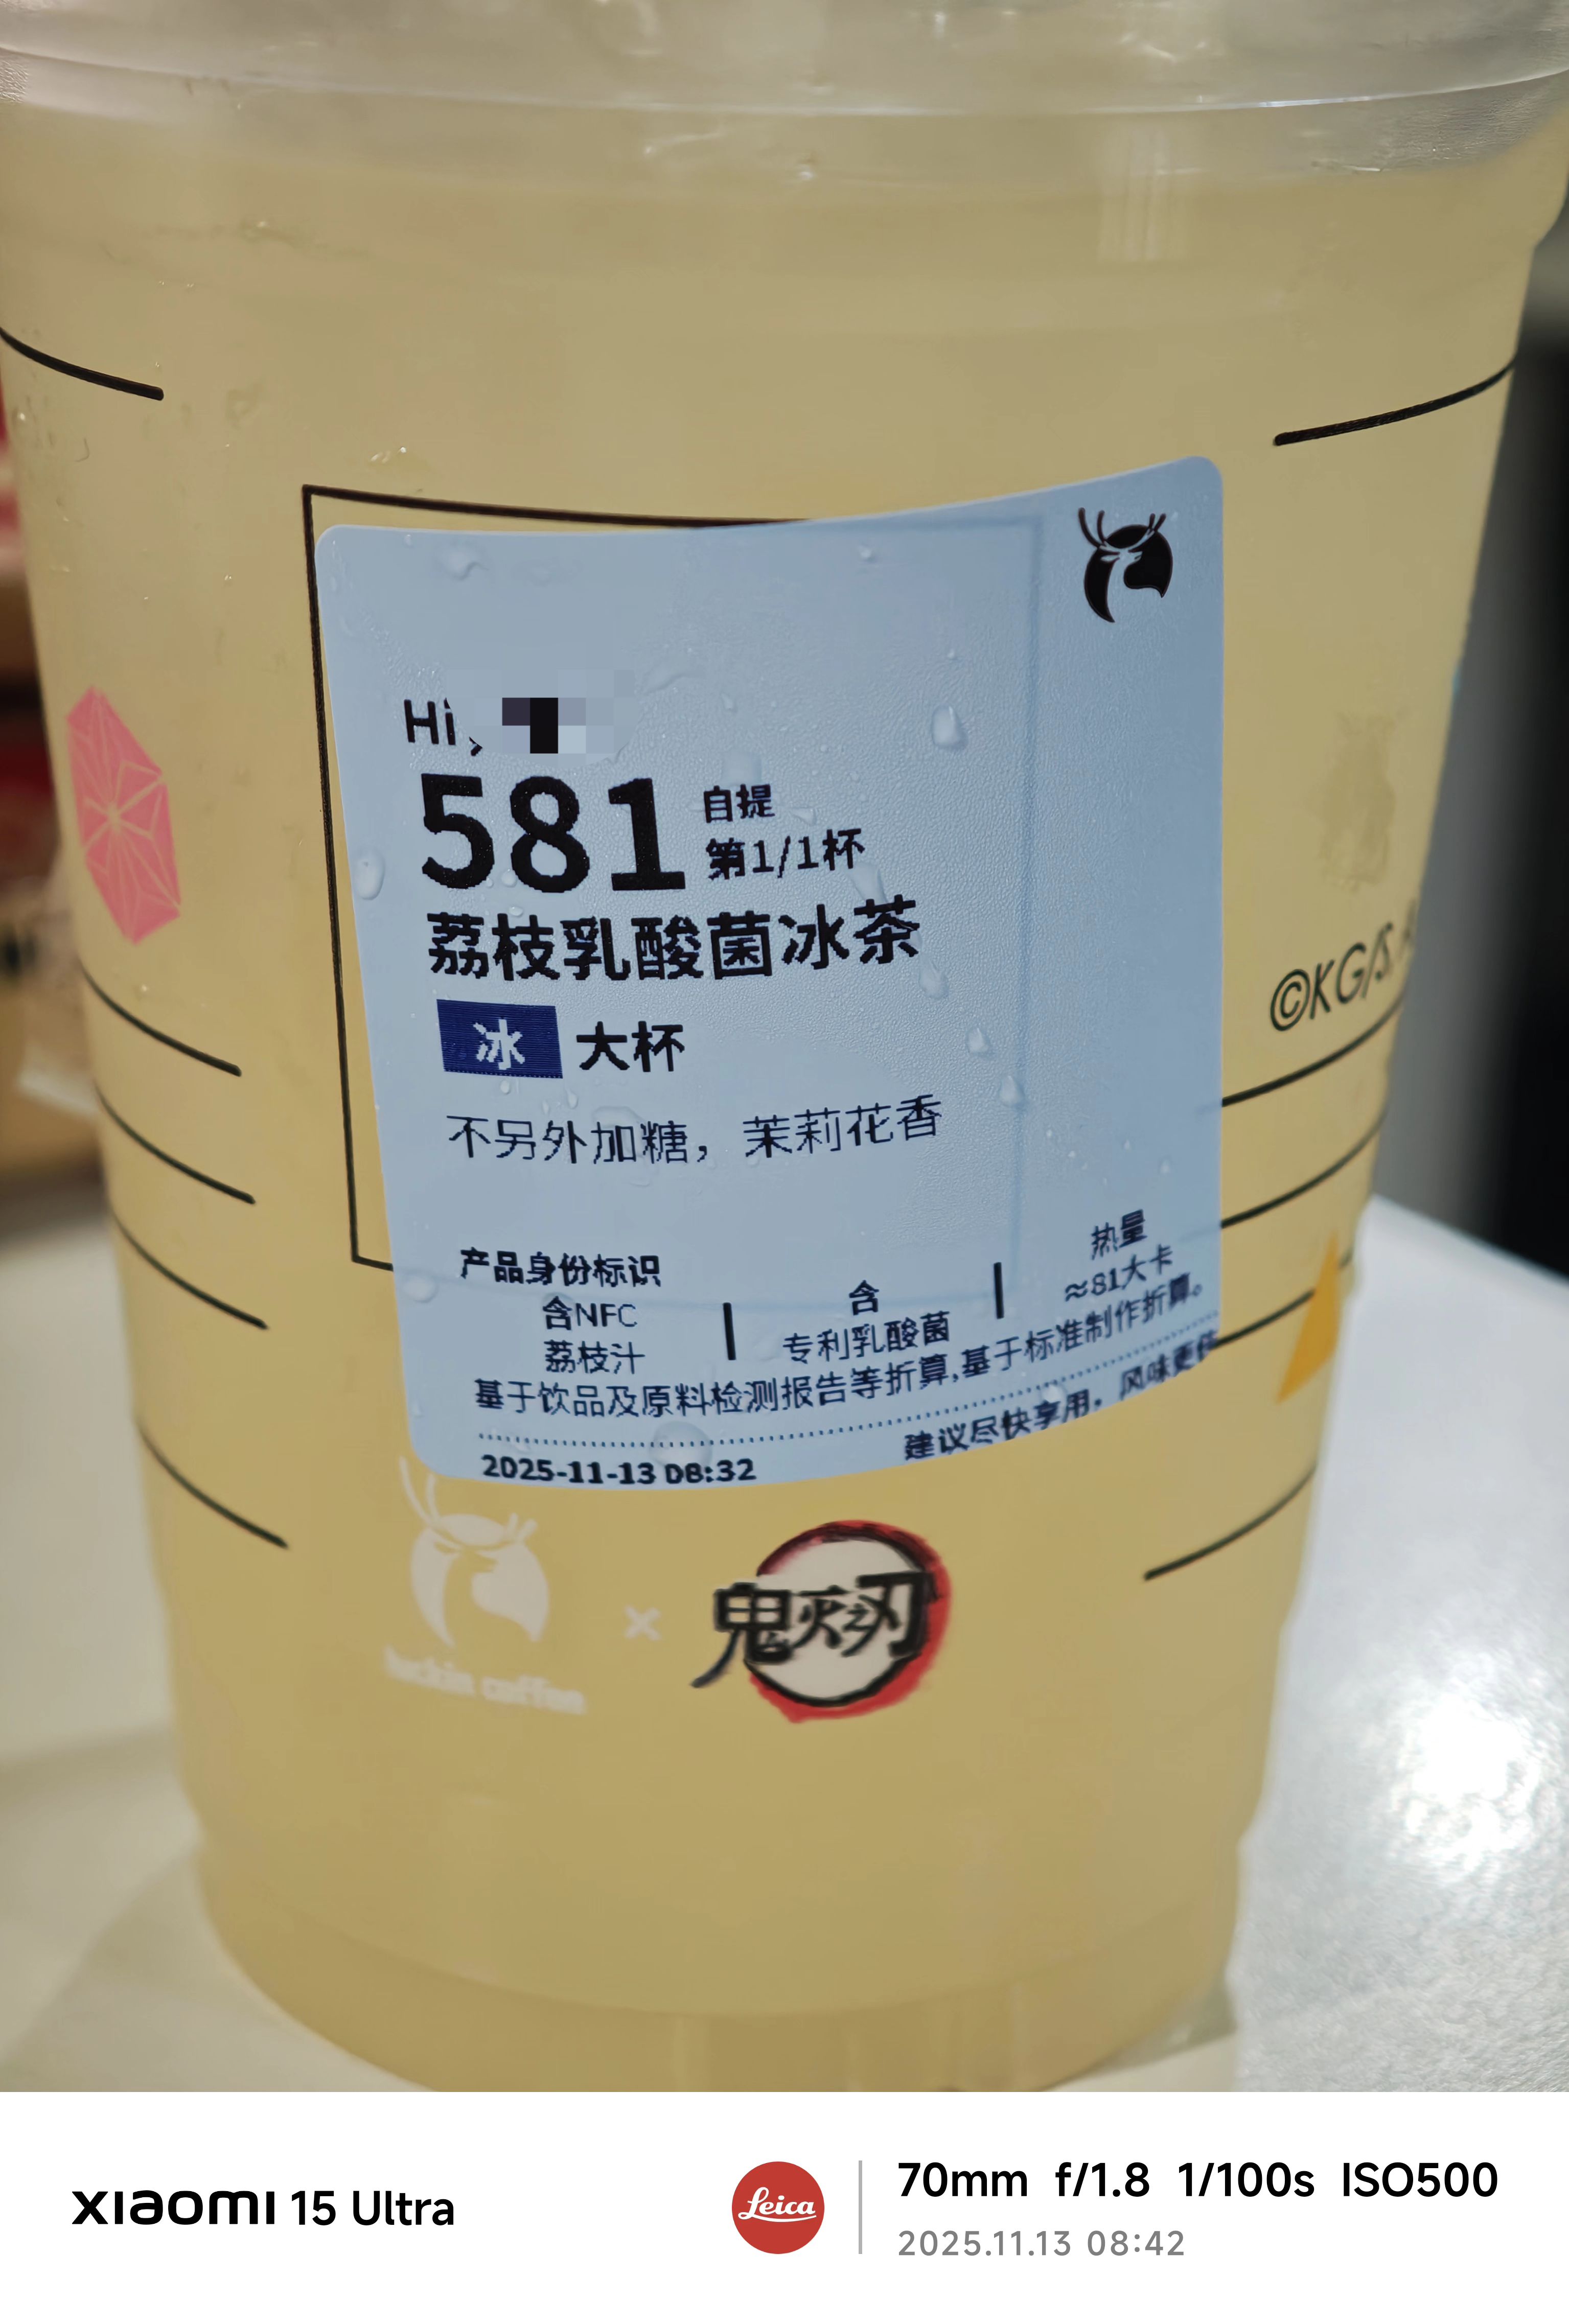 Hi,
581
自提
第1/1杯
荔枝乳酸菌冰茶
冰 大杯
不另外加糖，茉莉花香
产品身份标识
含NFC
荔枝汁
含
专利乳酸菌
热量
≈81大卡
基于饮品及原料检测报告等折算,基于标准制作折算。
2025-11-13 08:32
建议尽快享用，风味更佳
©KG/S,
luckin coffee
×
鬼灭之刃
xiaomi 15 Ultra
Leica
70mm f/1.8 1/100s ISO500
2025.11.13 08:42